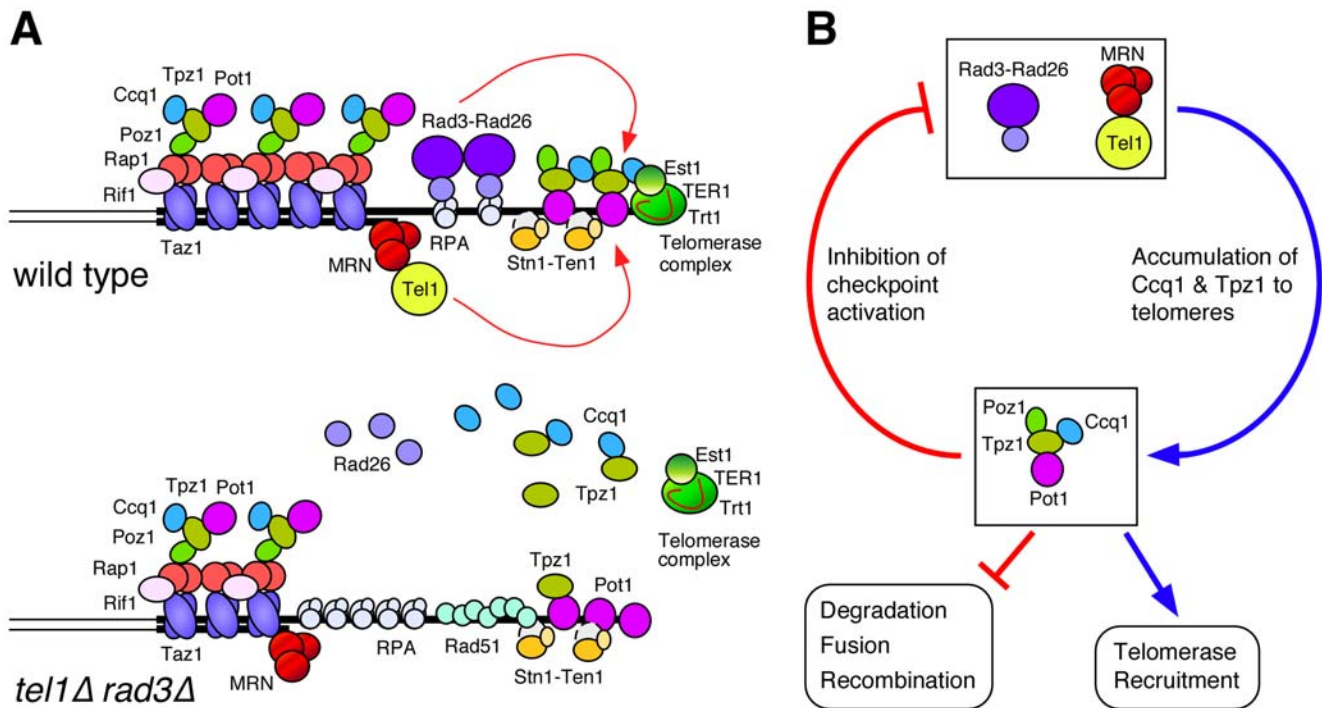 A
Tpz1 Pot1
Ccq1
Poz1
Rap1
Rif1
Taz1
Rad3-Rad26
RPA
MRN
Tel1
Stn1-Ten1
Est1
TER1
Trt1
Telomerase
complex
wild type
Rad26
Ccq1
Tpz1
Est1
TER1
Trt1
Telomerase
complex
Tpz1 Pot1
Ccq1
Poz1
Rap1
Rif1
Taz1
MRN
RPA
Rad51
Tpz1
Pot1
Stn1-Ten1
tel1Δ rad3Δ
B
Rad3-Rad26
MRN
Tel1
Inhibition of
checkpoint
activation
Accumulation of
Ccq1 & Tpz1 to
telomeres
Poz1
Ccq1
Tpz1
Pot1
Degradation
Fusion
Recombination
Telomerase
Recruitment